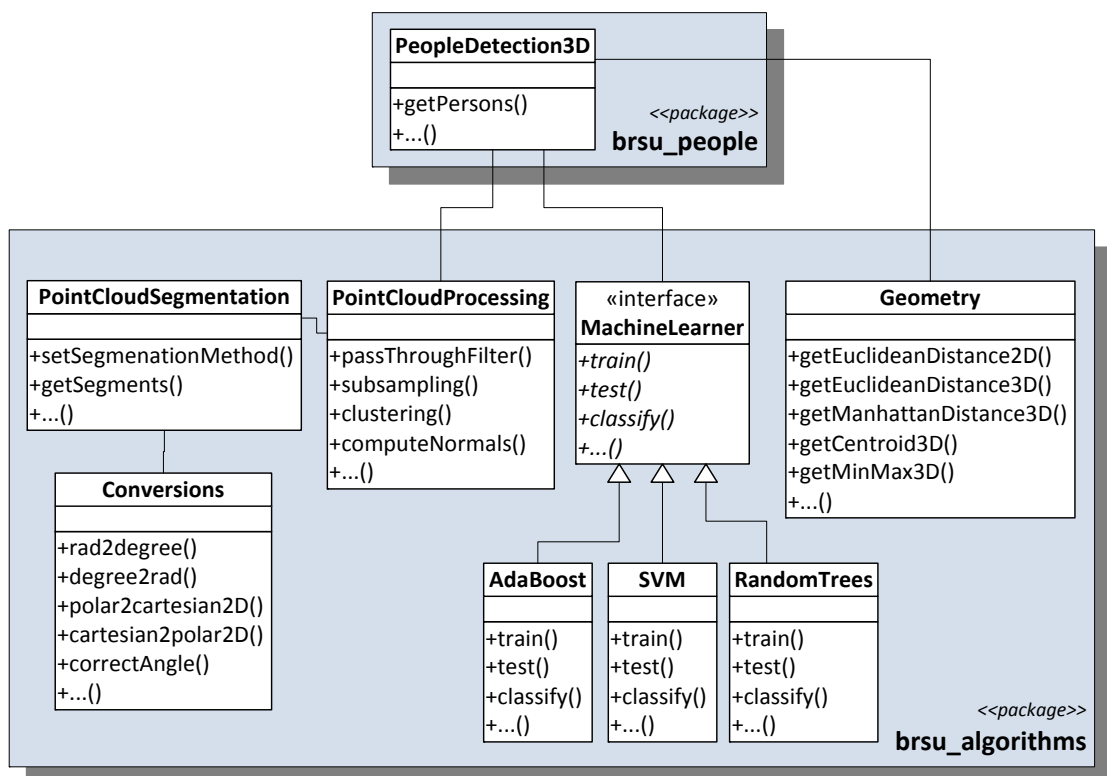 PeopleDetection3D
+getPersons()
+...()
<<package>>
brsu_people
PointCloudSegmentation
+setSegmenationMethod()
+getSegments()
+...()
PointCloudProcessing
+passThroughFilter()
+subsampling()
+clustering()
+computeNormals()
+...()
«interface»
MachineLearner
+train()
+test()
+classify()
+...()
Geometry
+getEuclideanDistance2D()
+getEuclideanDistance3D()
+getManhattanDistance3D()
+getCentroid3D()
+getMinMax3D()
+...()
Conversions
+rad2degree()
+degree2rad()
+polar2cartesian2D()
+cartesian2polar2D()
+correctAngle()
+...()
AdaBoost
+train()
+test()
+classify()
+...()
SVM
+train()
+test()
+classify()
+...()
RandomTrees
+train()
+test()
+classify()
+...()
<<package>>
brsu_algorithms